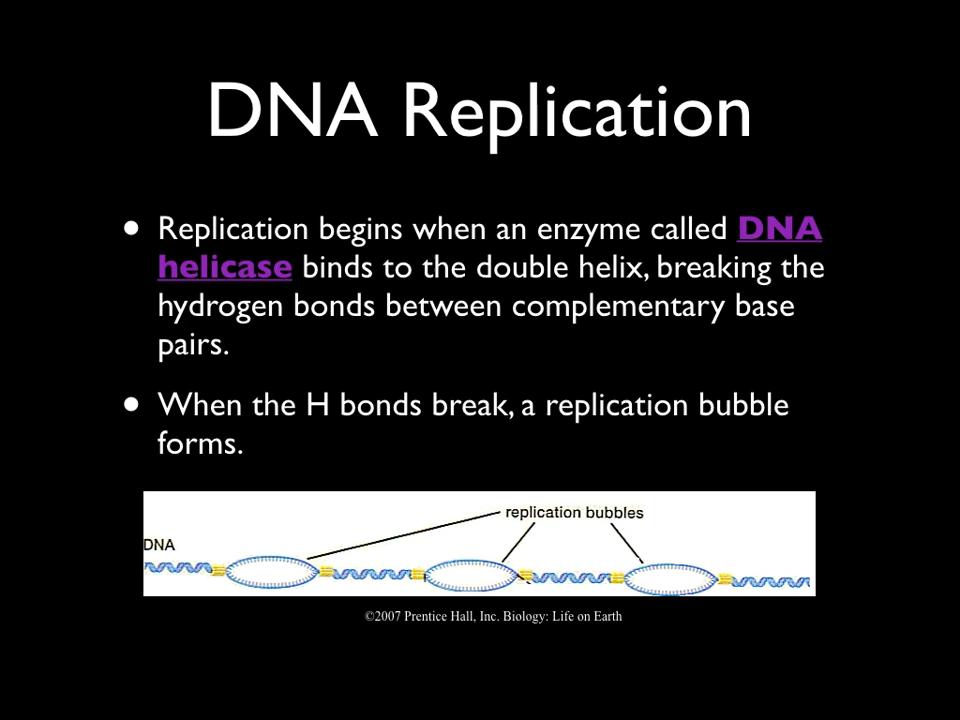 DNA Replication
• Replication begins when an enzyme called DNA
helicase binds to the double helix, breaking the
hydrogen bonds between complementary base
pairs.
• When the H bonds break, a replication bubble
forms.
replication bubbles
DNA
©2007 Prentice Hall, Inc. Biology: Life on Earth